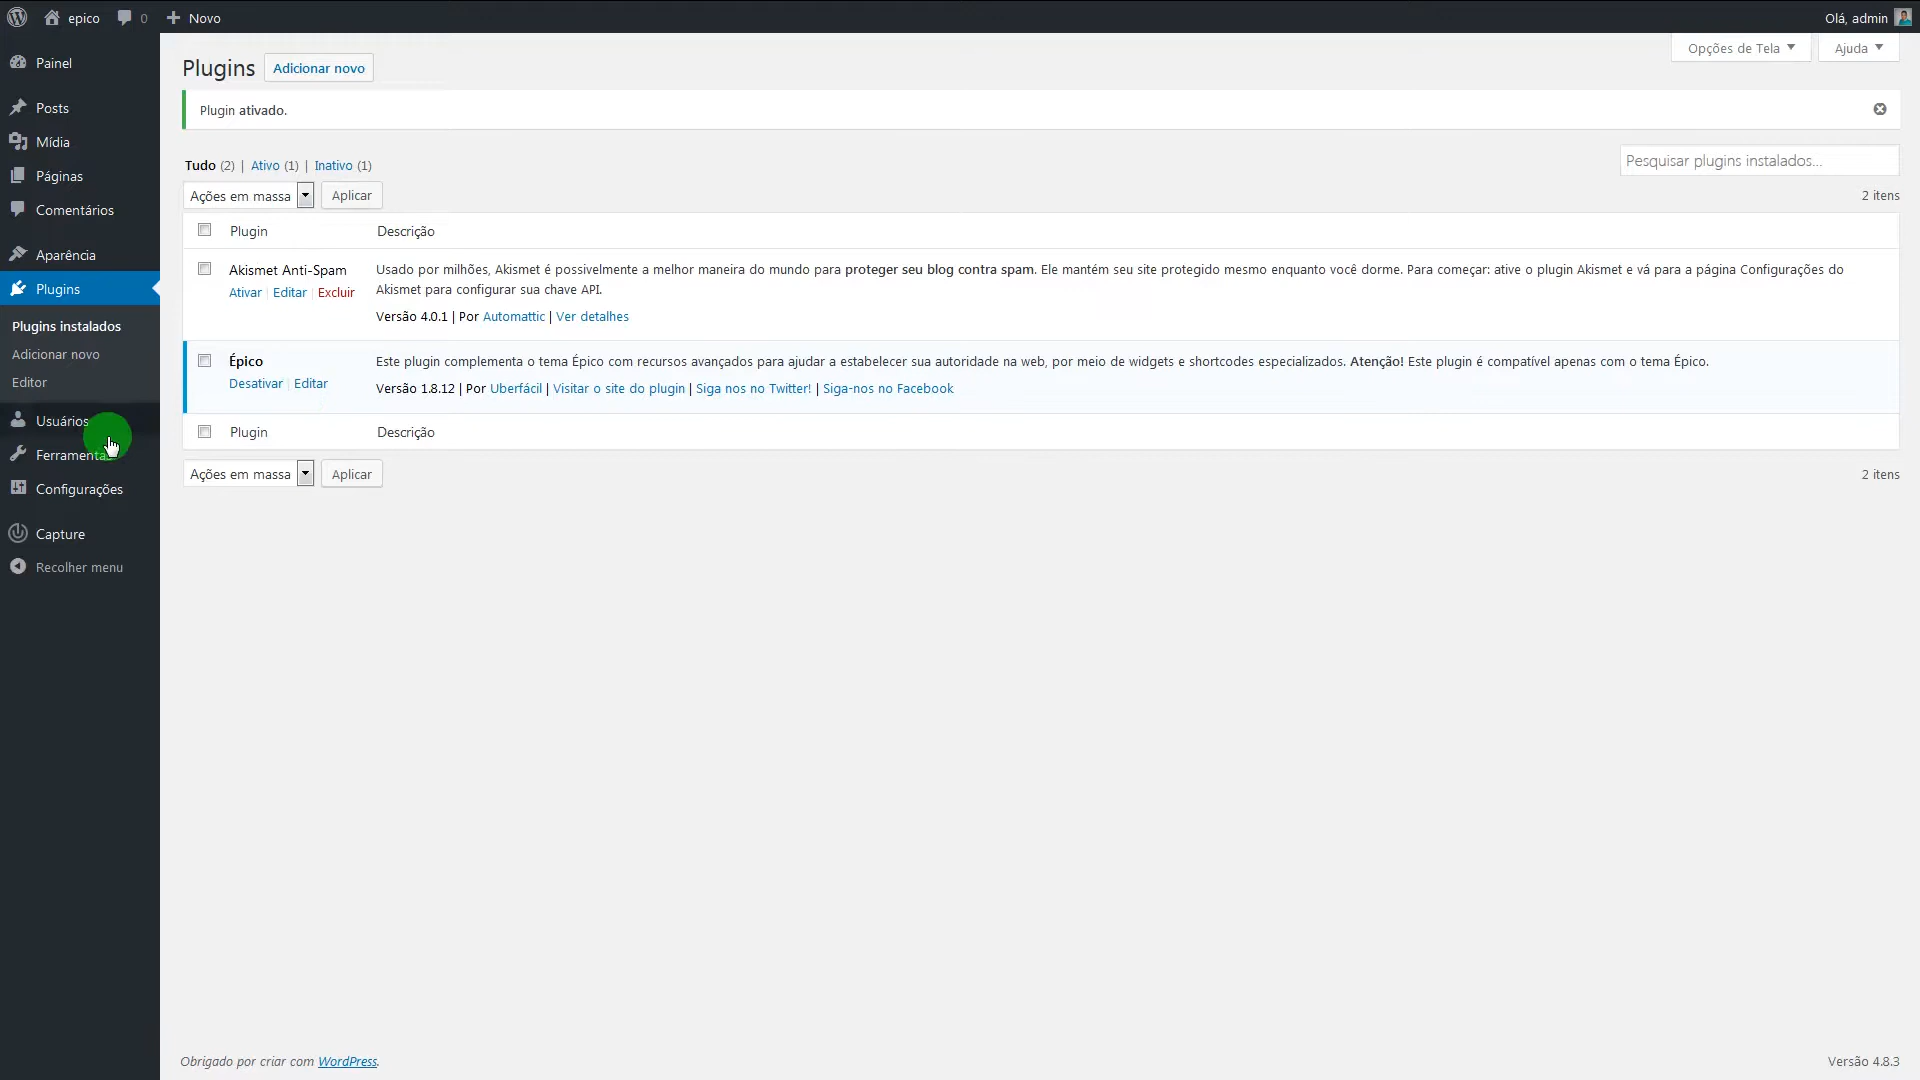 epico 0 Novo Olá, admin
Painel
Posts
Mídia
Páginas
Comentários
Aparência
Plugins
Plugins instalados
Adicionar novo
Editor
Usuários
Ferramenta
Configurações
Capture
Recolher menu
Opções de Tela Ajuda
Plugins Adicionar novo
Plugin ativado.
Tudo (2) | Ativo (1) | Inativo (1)
Pesquisar plugins instalados...
Ações em massa Aplicar 2 itens
Plugin Descrição
Akismet Anti-Spam
Ativar | Editar | Excluir
Usado por milhões, Akismet é possivelmente a melhor maneira do mundo para proteger seu blog contra spam. Ele mantém seu site protegido mesmo enquanto você dorme. Para começar: ative o plugin Akismet e vá para a página Configurações do
Akismet para configurar sua chave API.
Versão 4.0.1 | Por Automattic | Ver detalhes
Épico
Desativar | Editar
Este plugin complementa o tema Épico com recursos avançados para ajudar a estabelecer sua autoridade na web, por meio de widgets e shortcodes especializados. Atenção! Este plugin é compatível apenas com o tema Épico.
Versão 1.8.12 | Por Uberfácil | Visitar o site do plugin | Siga nos no Twitter! | Siga-nos no Facebook
Plugin Descrição
Ações em massa Aplicar 2 itens
Obrigado por criar com WordPress. Versão 4.8.3